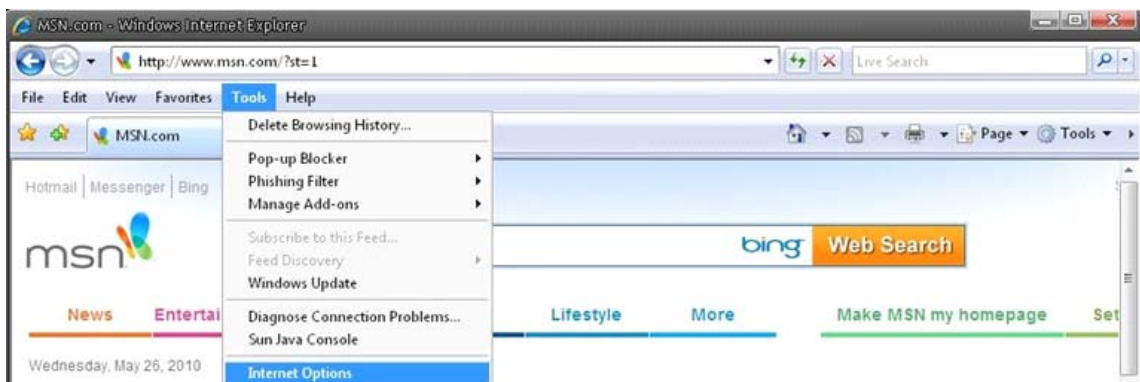 MSN.com - Windows Internet Explorer
http://www.msn.com/?st=1
Live Search
File Edit View Favorites Tools Help
MSN.com
Page Tools
Delete Browsing History...
Pop-up Blocker
Phishing Filter
Manage Add-ons
Subscribe to this Feed...
Feed Discovery
Windows Update
Diagnose Connection Problems...
Sun Java Console
Internet Options
Hotmail | Messenger | Bing
msn
bing Web Search
News Entertai Lifestyle More Make MSN my homepage Set
Wednesday, May 26, 2010